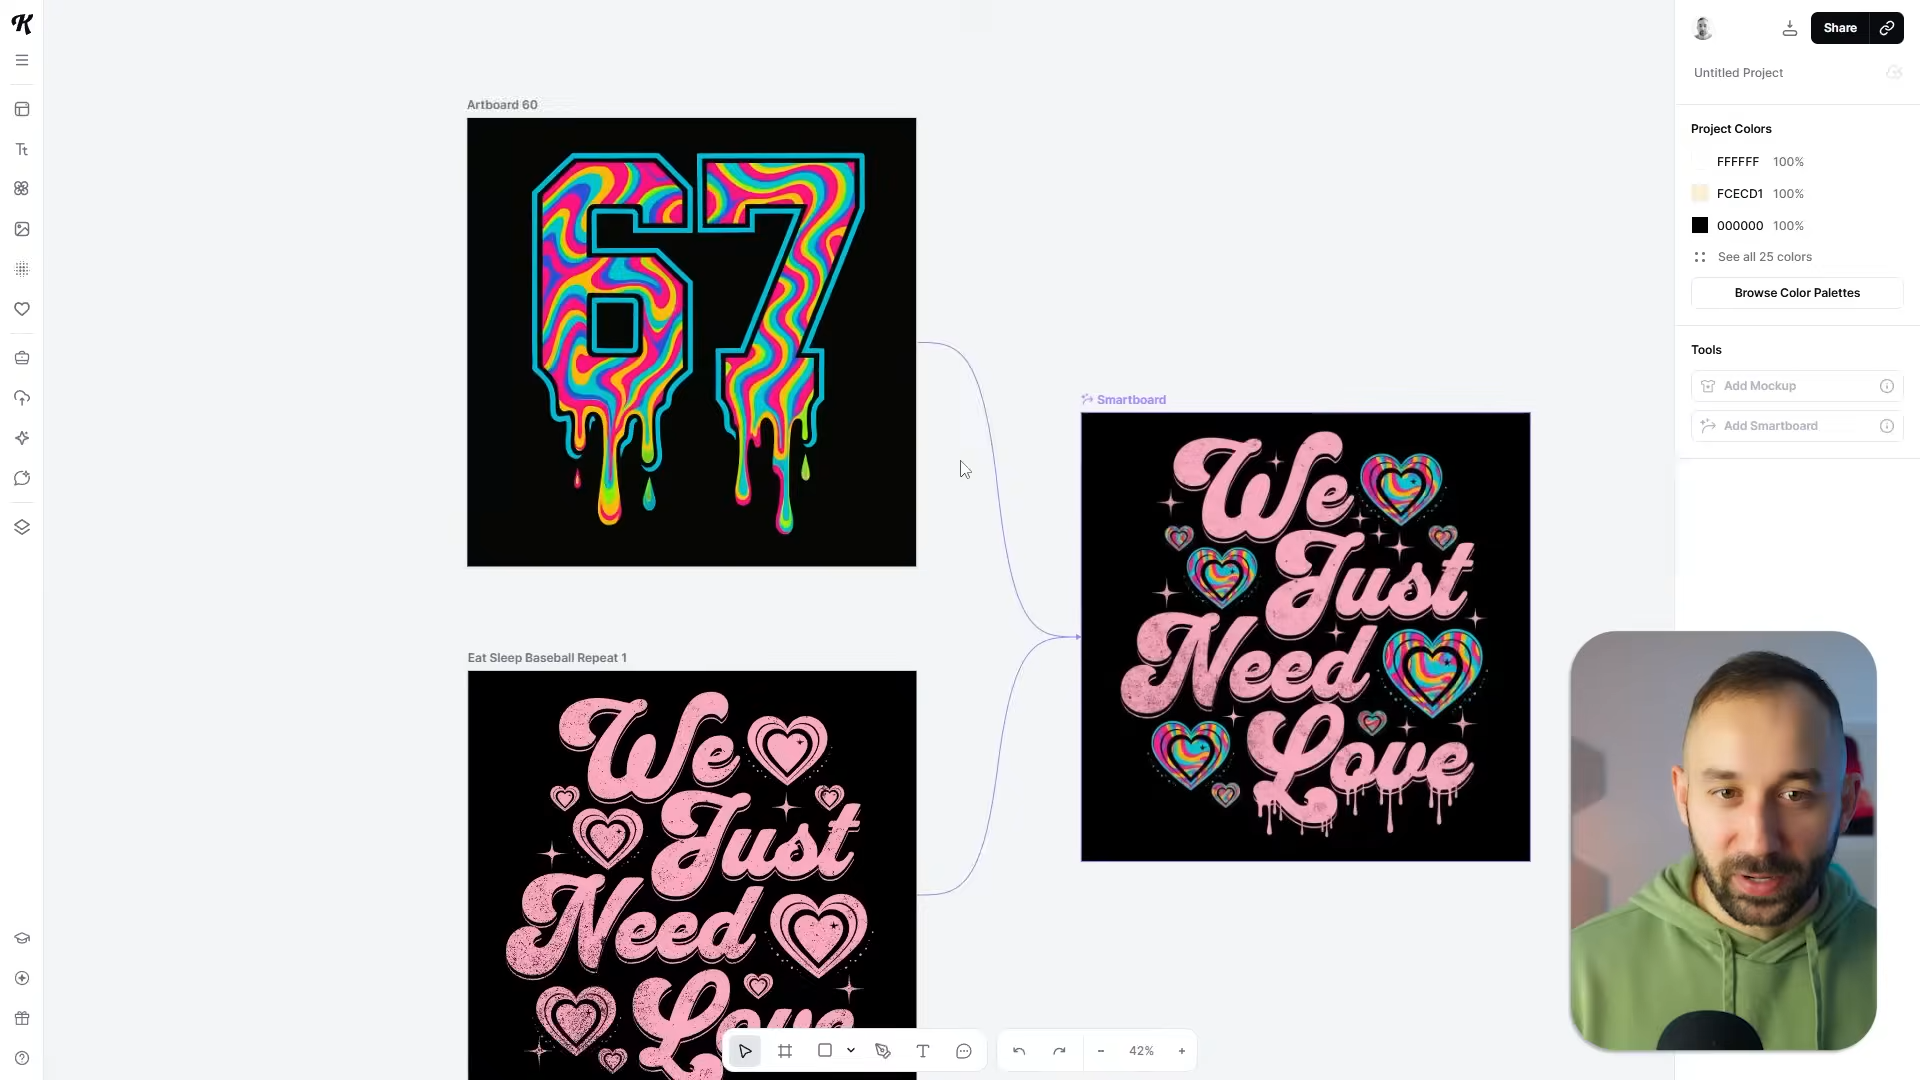 K
Share
Untitled Project
Artboard 60
67
Project Colors
FFFFFF 100%
FCECD1 100%
000000 100%
See all 25 colors
Browse Color Palettes
Tools
Add Mockup
Add Smartboard
Smartboard
We
Just
Need
Love
Eat Sleep Baseball Repeat 1
We
Just
Need
Love
42%